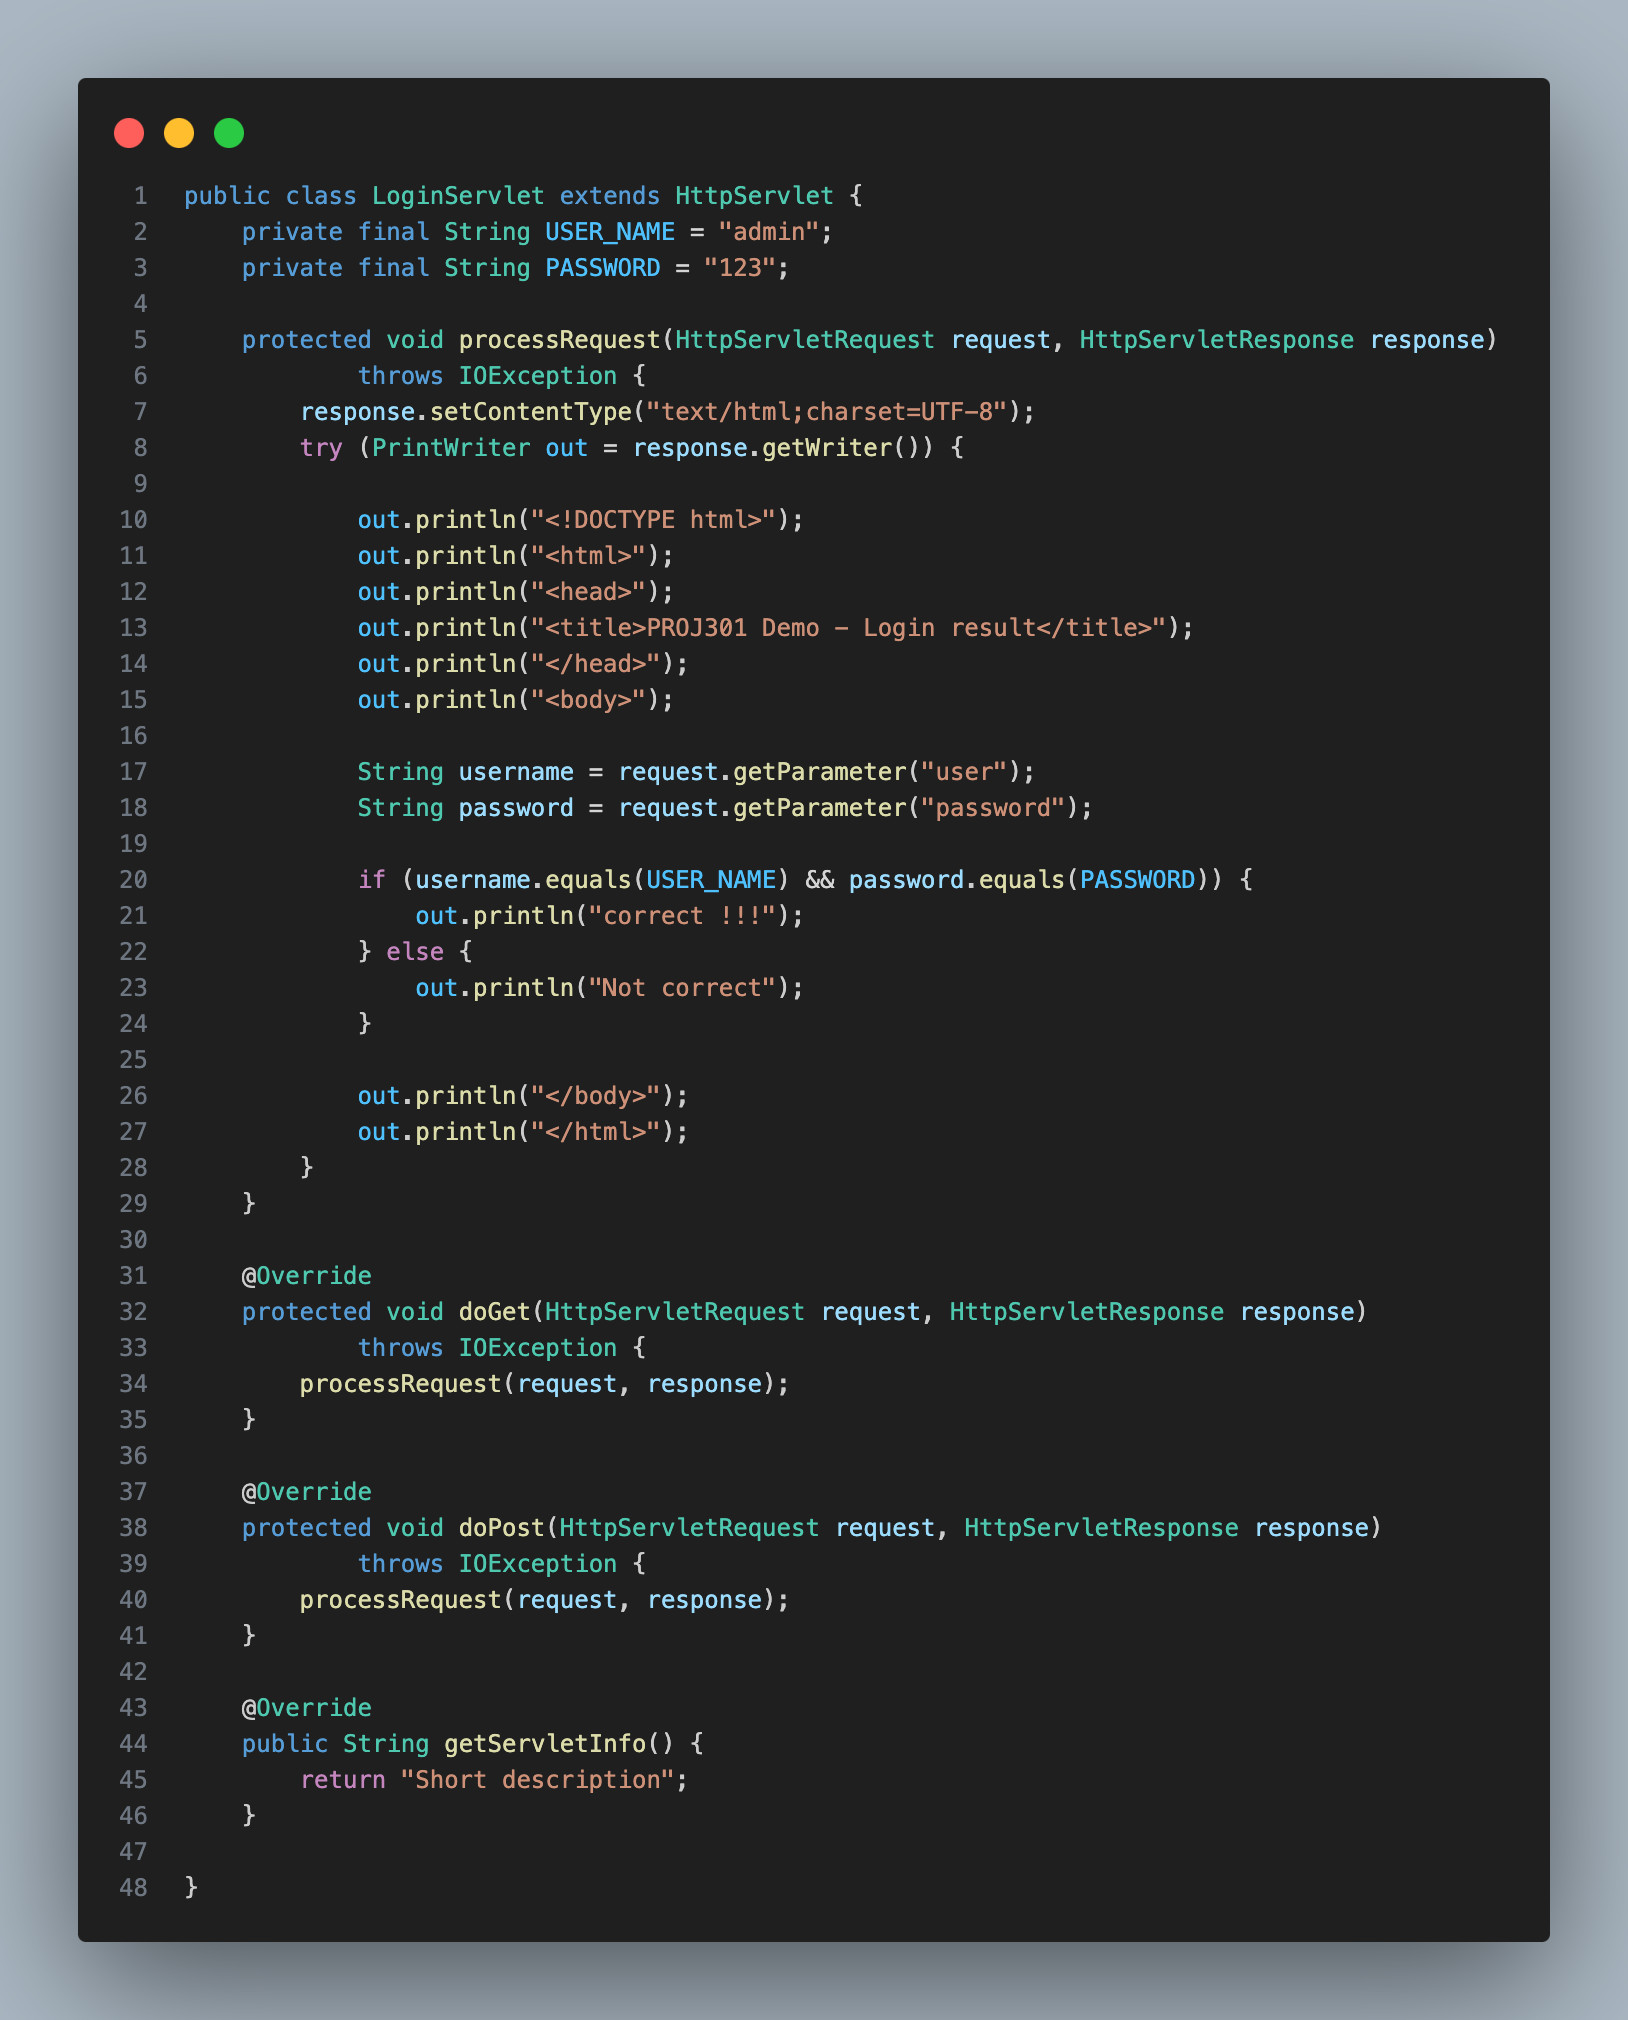 1 public class LoginServlet extends HttpServlet {
2     private final String USER_NAME = "admin";
3     private final String PASSWORD = "123";
4
5     protected void processRequest(HttpServletRequest request, HttpServletResponse response)
6             throws IOException {
7         response.setContentType("text/html;charset=UTF-8");
8         try (PrintWriter out = response.getWriter()) {
9
10             out.println("<!DOCTYPE html>");
11             out.println("<html>");
12             out.println("<head>");
13             out.println("<title>PROJ301 Demo - Login result</title>");
14             out.println("</head>");
15             out.println("<body>");
16
17             String username = request.getParameter("user");
18             String password = request.getParameter("password");
19
20             if (username.equals(USER_NAME) && password.equals(PASSWORD)) {
21                 out.println("correct !!!");
22             } else {
23                 out.println("Not correct");
24             }
25
26             out.println("</body>");
27             out.println("</html>");
28         }
29     }
30
31     @Override
32     protected void doGet(HttpServletRequest request, HttpServletResponse response)
33             throws IOException {
34         processRequest(request, response);
35     }
36
37     @Override
38     protected void doPost(HttpServletRequest request, HttpServletResponse response)
39             throws IOException {
40         processRequest(request, response);
41     }
42
43     @Override
44     public String getServletInfo() {
45         return "Short description";
46     }
47
48 }